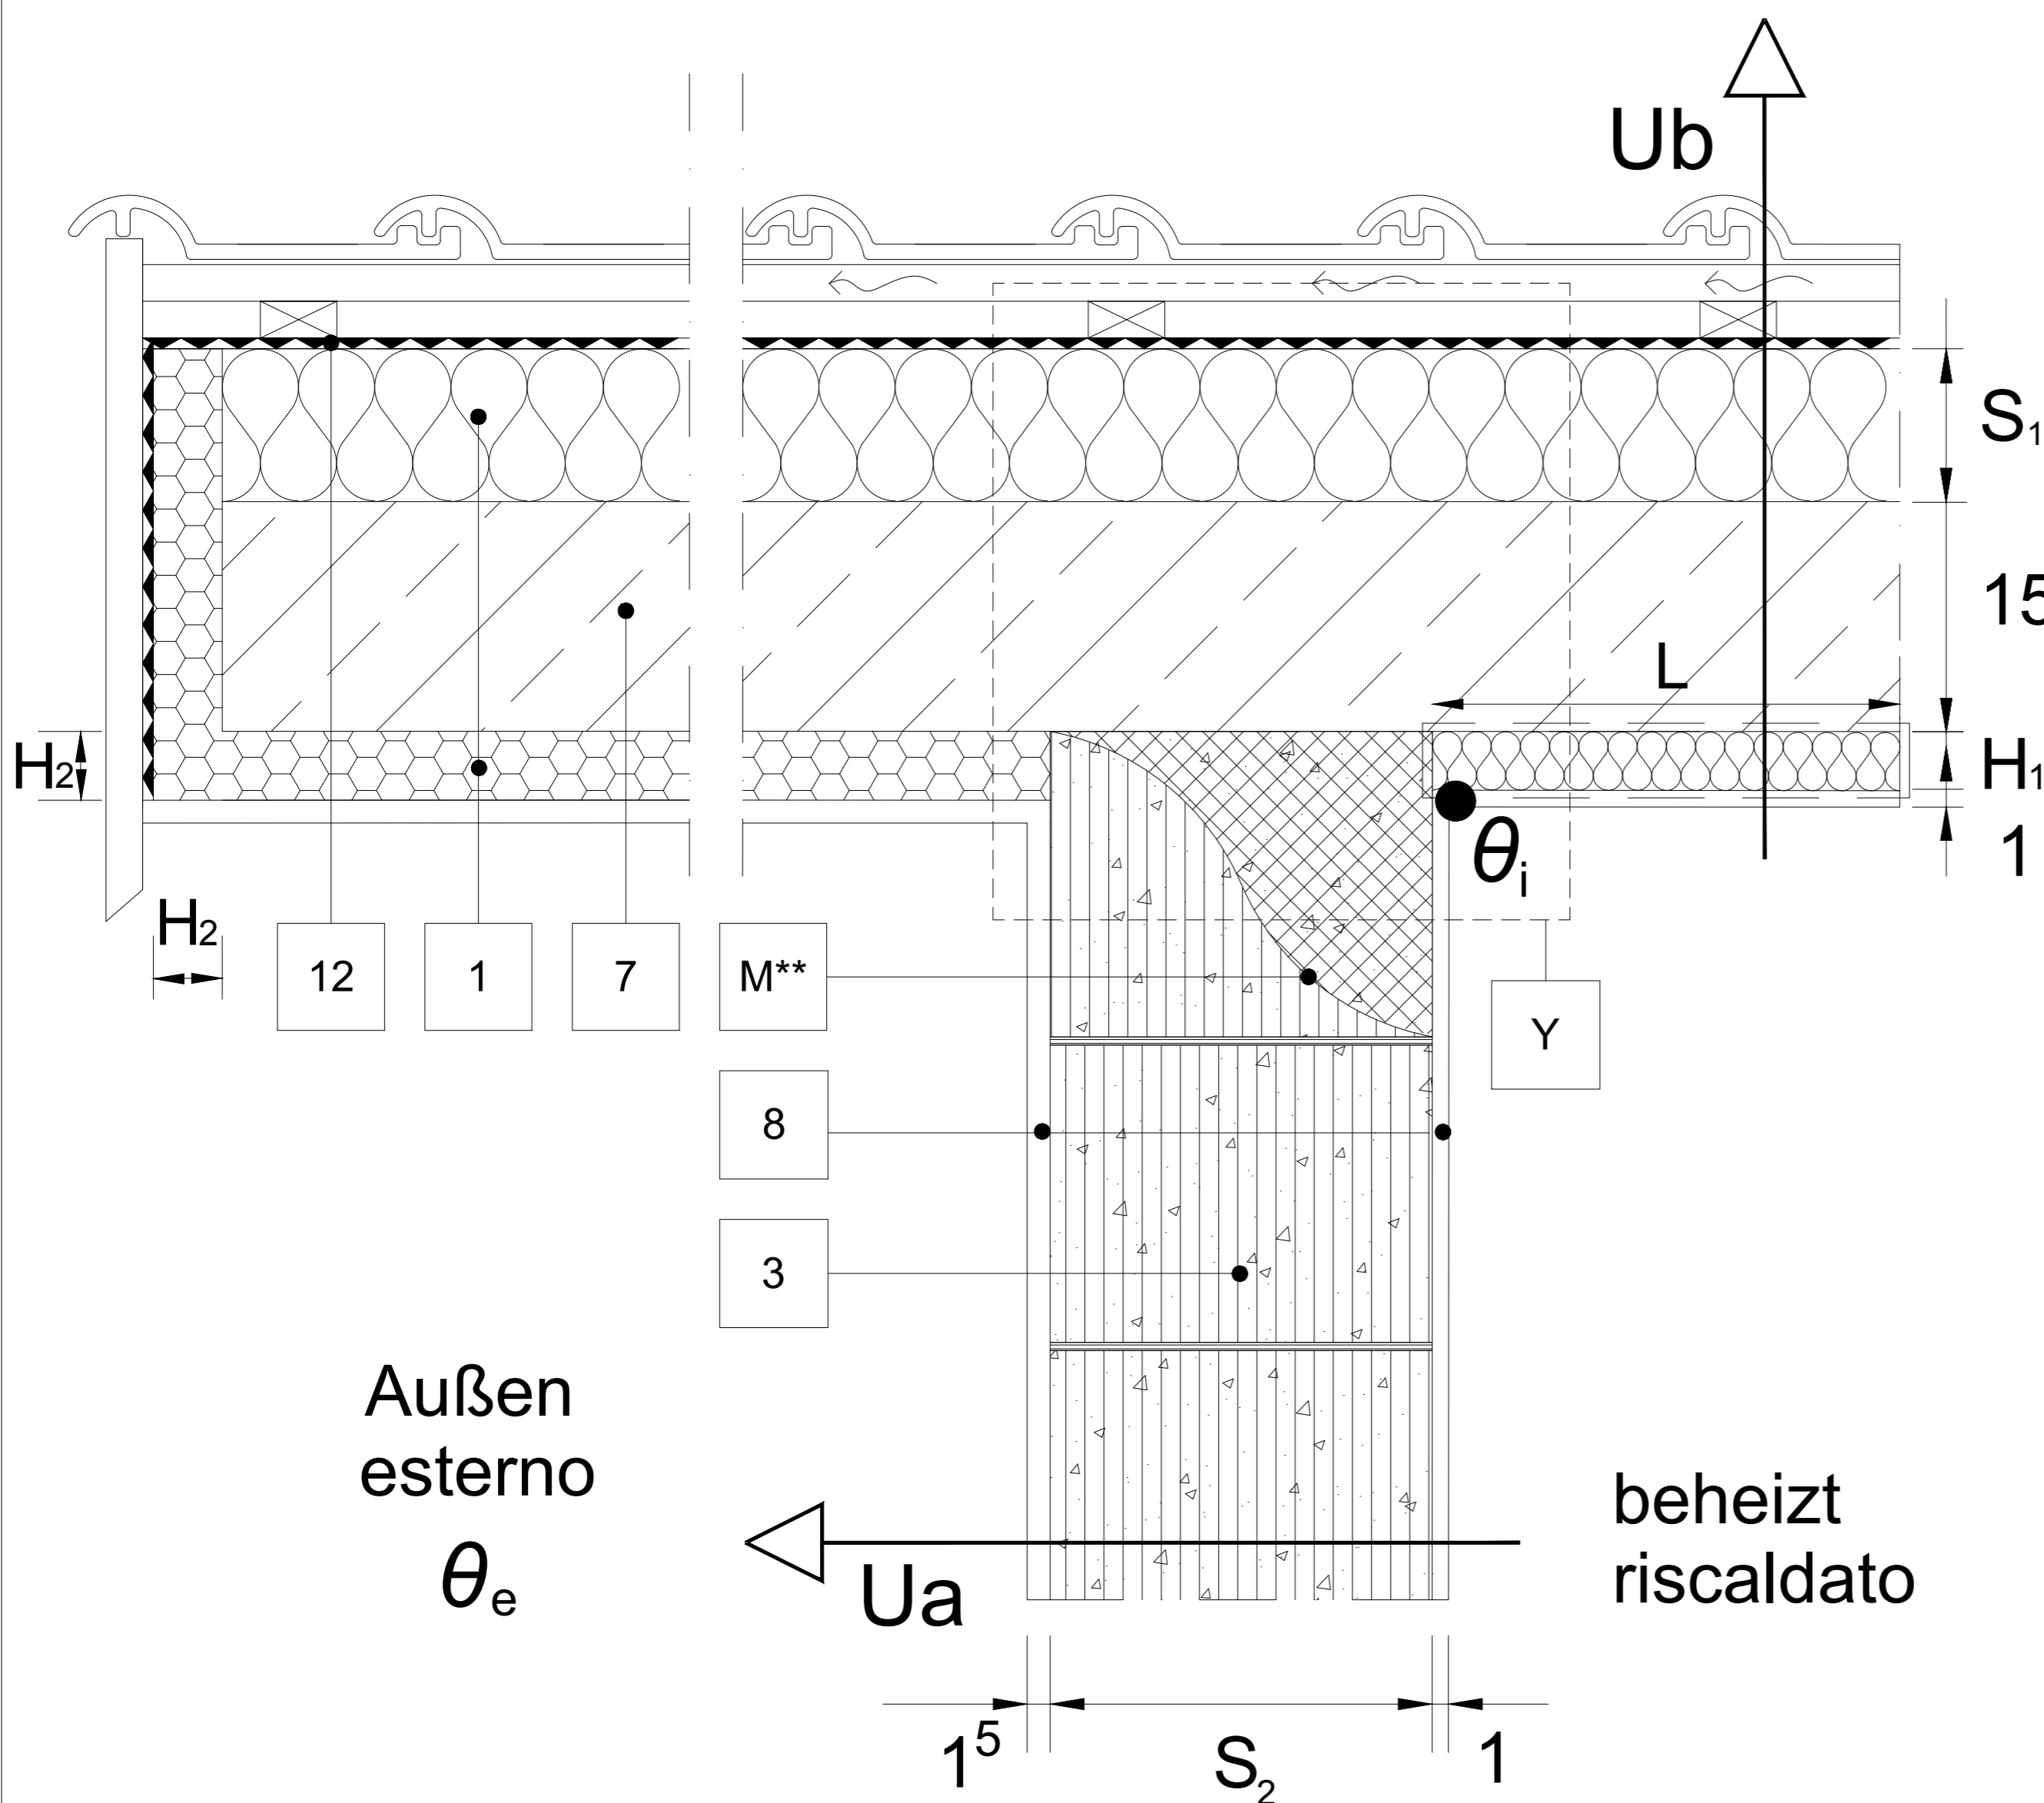 Ub
S₁
15
L
H₂
H₁
θᵢ
1
H₂
12
1
7
M**
Y
8
3
Außen
esterno
θₑ
beheizt
riscaldato
Ua
1⁵
S₂
1